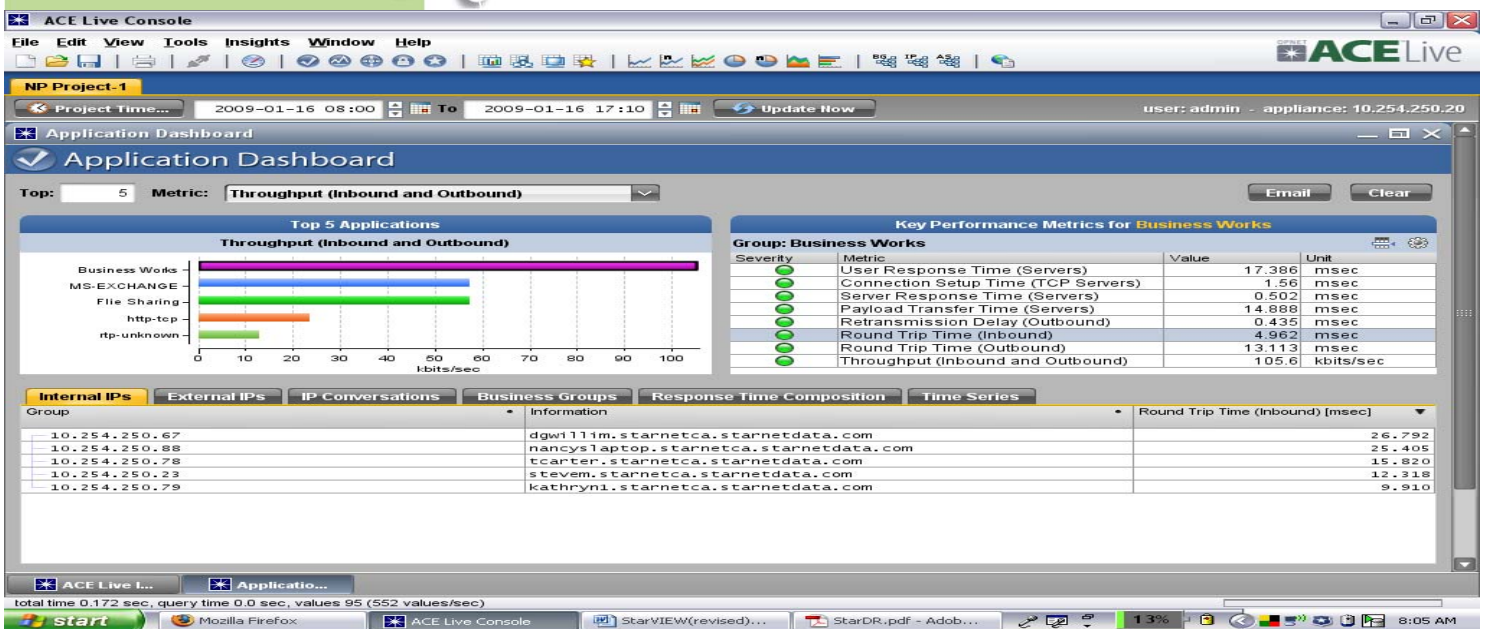 ACE Live Console
File Edit View Tools Insights Window Help
OPNET ACE Live
NP Project-1
Project Time... 2009-01-16 08:00 To 2009-01-16 17:10 Update Now user: admin - appliance: 10.254.250.20
Application Dashboard
Application Dashboard
Top: 5 Metric: Throughput (Inbound and Outbound) Email Clear
Top 5 Applications
Throughput (Inbound and Outbound)
Business Works
MS-EXCHANGE
Flie Sharing
http-tcp
rtp-unknown
0 10 20 30 40 50 60 70 80 90 100
kbits/sec
Key Performance Metrics for Business Works
Group: Business Works
Severity Metric Value Unit
User Response Time (Servers) 17.386 msec
Connection Setup Time (TCP Servers) 1.56 msec
Server Response Time (Servers) 0.502 msec
Payload Transfer Time (Servers) 14.888 msec
Retransmission Delay (Outbound) 0.435 msec
Round Trip Time (Inbound) 4.962 msec
Round Trip Time (Outbound) 13.113 msec
Throughput (Inbound and Outbound) 105.6 kbits/sec
Internal IPs External IPs IP Conversations Business Groups Response Time Composition Time Series
Group Information Round Trip Time (Inbound) [msec]
10.254.250.67 dgwillim.starnetca.starnetdata.com 26.792
10.254.250.88 nancyslaptop.starnetca.starnetdata.com 25.405
10.254.250.78 tcarter.starnetca.starnetdata.com 15.820
10.254.250.23 stevem.starnetca.starnetdata.com 12.318
10.254.250.79 kathryn1.starnetca.starnetdata.com 9.910
ACE Live I... Applicatio...
total time 0.172 sec, query time 0.0 sec, values 95 (552 values/sec)
start Mozilla Firefox ACE Live Console StarVIEW(revised)... StarDR.pdf - Adob... 13% 8:05 AM